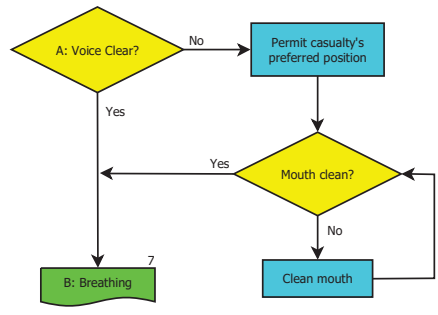 A: Voice Clear?
No
Permit casualty's
preferred position
Yes
Yes
Mouth clean?
No
7
B: Breathing
Clean mouth